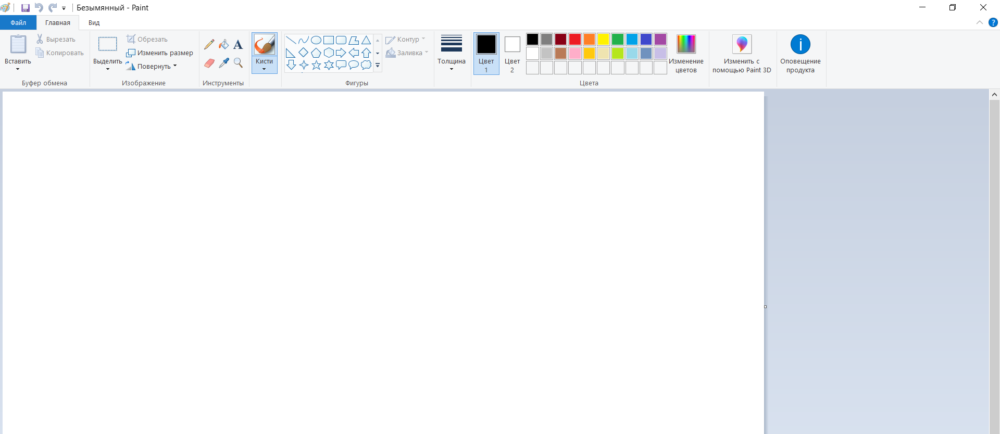 Безымянный - Paint
Файл Главная Вид
Вставить
Вырезать
Копировать
Буфер обмена
Выделить
Обрезать
Изменить размер
Повернуть
Изображение
A
Инструменты
Кисти
Контур
Заливка
Фигуры
Толщина
Цвет
1
Цвет
2
Изменение
цветов
Цвета
Изменить с
помощью Paint 3D
Оповещение
продукта